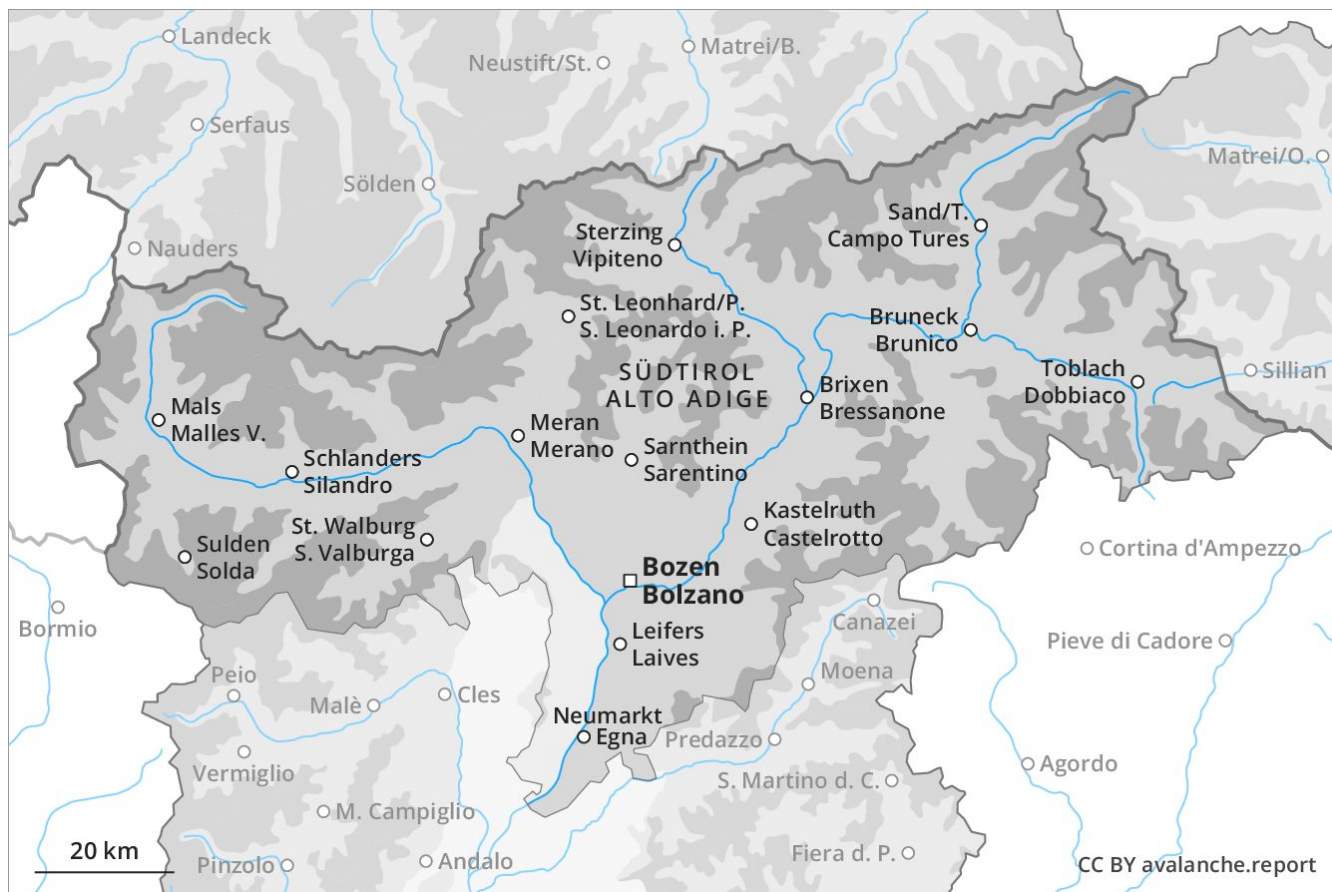 Landeck
Matrei/B.
Neustift/St.
Serfaus
Matrei/O.
Sölden
Sand/T.
Campo Tures
Sterzing
Vipiteno
Nauders
St. Leonhard/P.
S. Leonardo i. P.
Bruneck
Brunico
SÜDTIROL
ALTO ADIGE
Toblach
Dobbiaco
Sillian
Brixen
Bressanone
Mals
Malles V.
Meran
Merano
Schlanders
Silandro
Sarnthein
Sarentino
St. Walburg
S. Valburga
Kastelruth
Castelrotto
Sulden
Solda
Cortina d'Ampezzo
Bozen
Bolzano
Bormio
Canazei
Leifers
Laives
Pieve di Cadore
Peio
Moena
Malè
Cles
Neumarkt
Egna
Predazzo
Vermiglio
Agordo
S. Martino d. C.
M. Campiglio
20 km
Pinzolo
Andalo
Fiera d. P.
CC BY avalanche.report